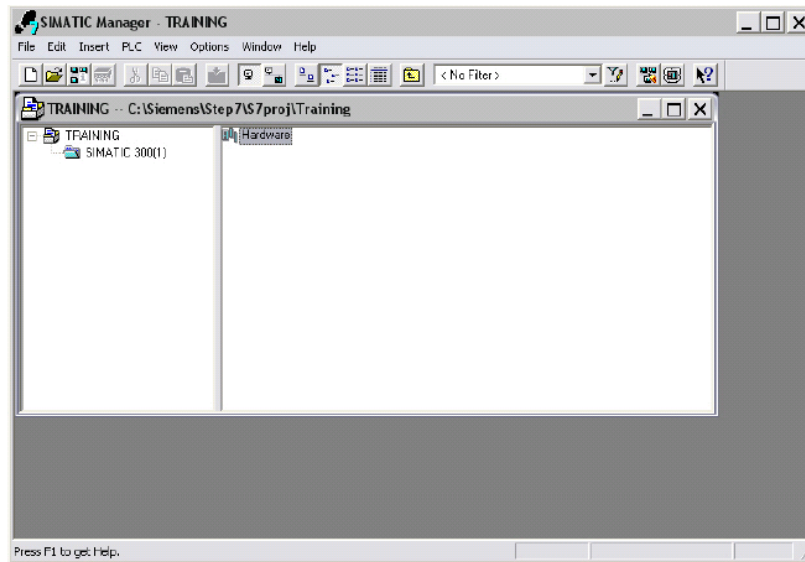 SIMATIC Manager - TRAINING
File Edit Insert PLC View Options Window Help
< No Filter >
TRAINING -- C:\Siemens\Step7\S7proj\Training
TRAINING
SIMATIC 300(1)
Hardware
Press F1 to get Help.